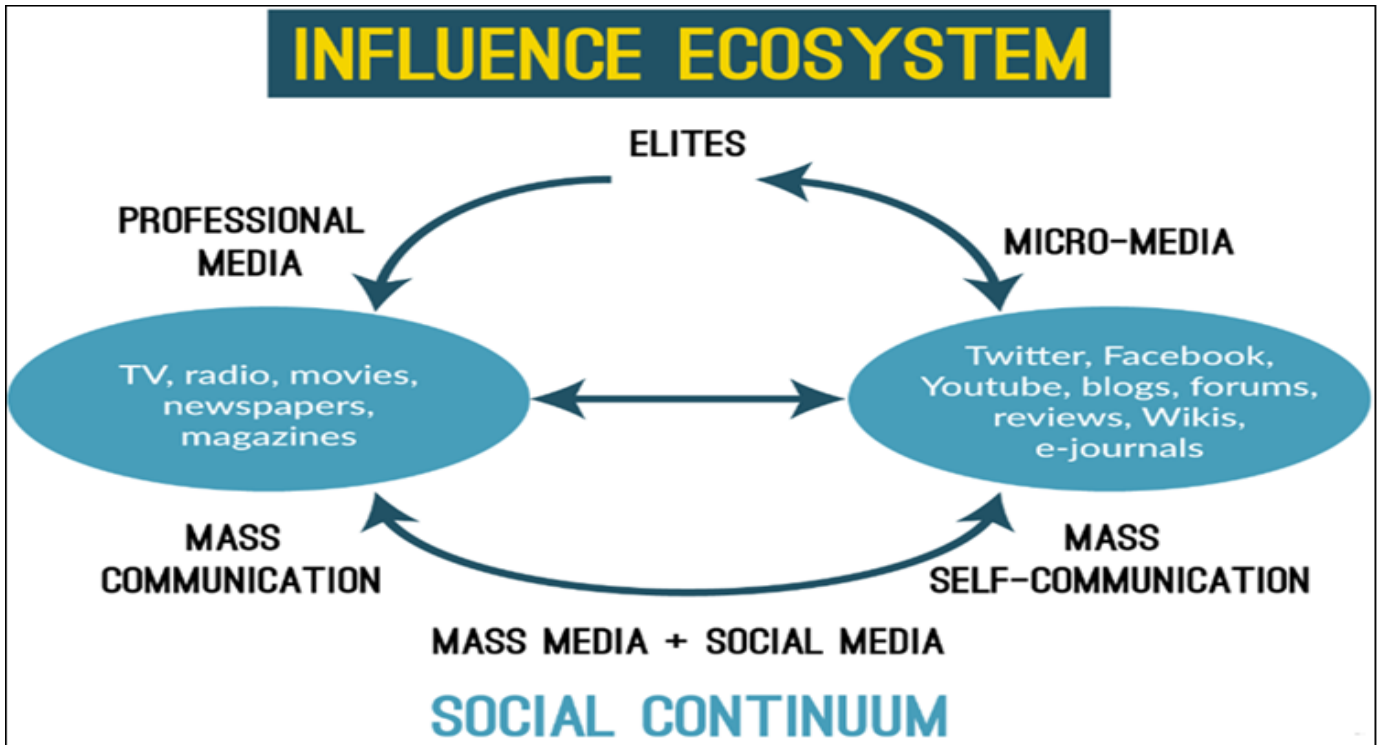 INFLUENCE ECOSYSTEM
ELITES
PROFESSIONAL
MEDIA
MICRO-MEDIA
TV, radio, movies,
newspapers,
magazines
Twitter, Facebook,
Youtube, blogs, forums,
reviews, Wikis,
e-journals
MASS
COMMUNICATION
MASS
SELF-COMMUNICATION
MASS MEDIA + SOCIAL MEDIA
SOCIAL CONTINUUM